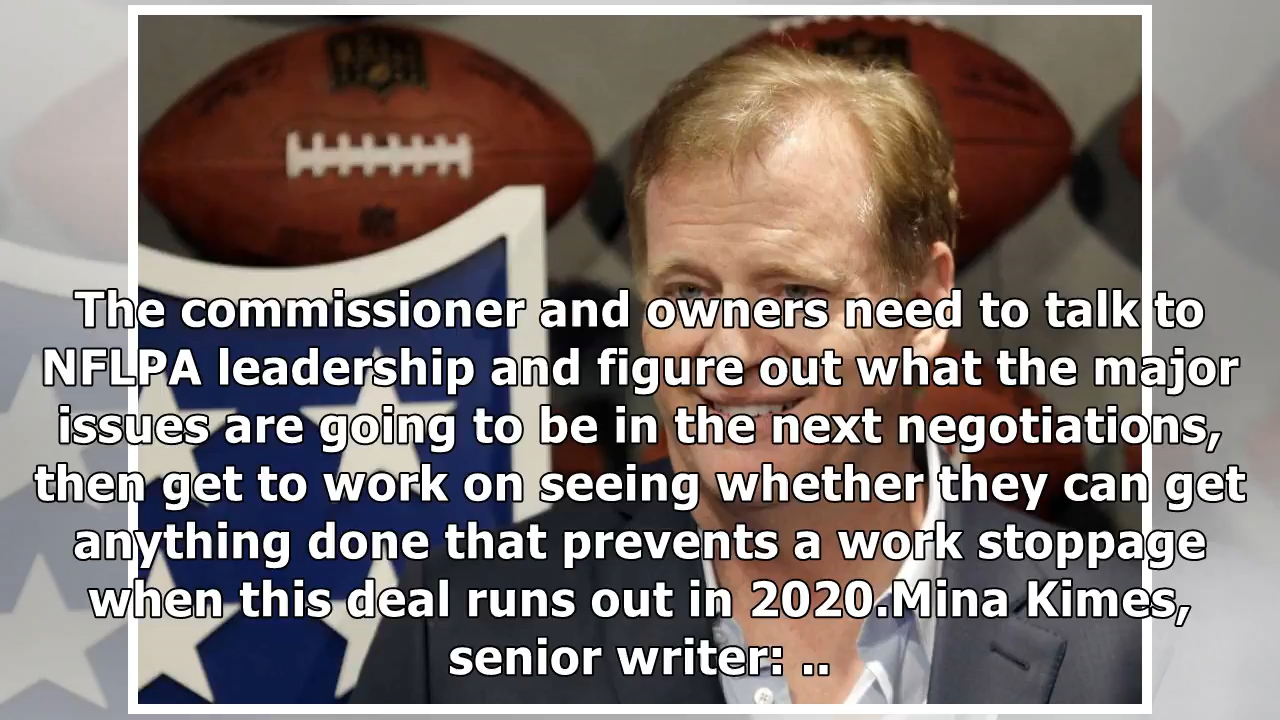 The commissioner and owners need to talk to
NFLPA leadership and figure out what the major
issues are going to be in the next negotiations,
then get to work on seeing whether they can get
anything done that prevents a work stoppage
when this deal runs out in 2020.Mina Kimes,
senior writer: ..